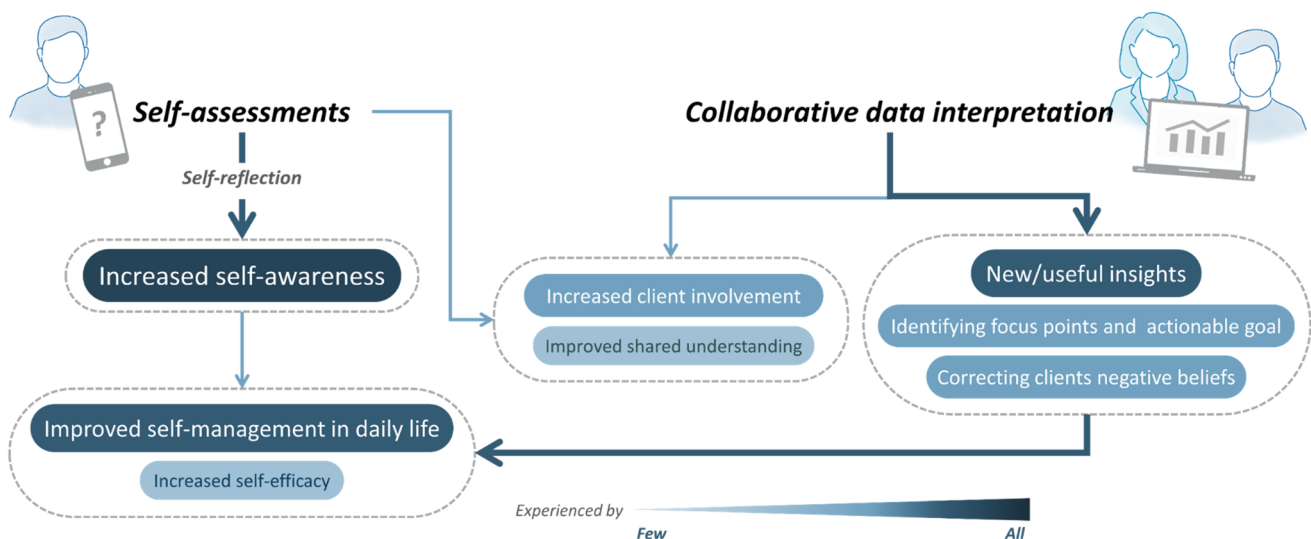 ?
Self-assessments
Collaborative data interpretation
Self-reflection
Increased self-awareness
New/useful insights
Increased client involvement
Identifying focus points and actionable goal
Improved shared understanding
Correcting clients negative beliefs
Improved self-management in daily life
Increased self-efficacy
Experienced by
Few
All